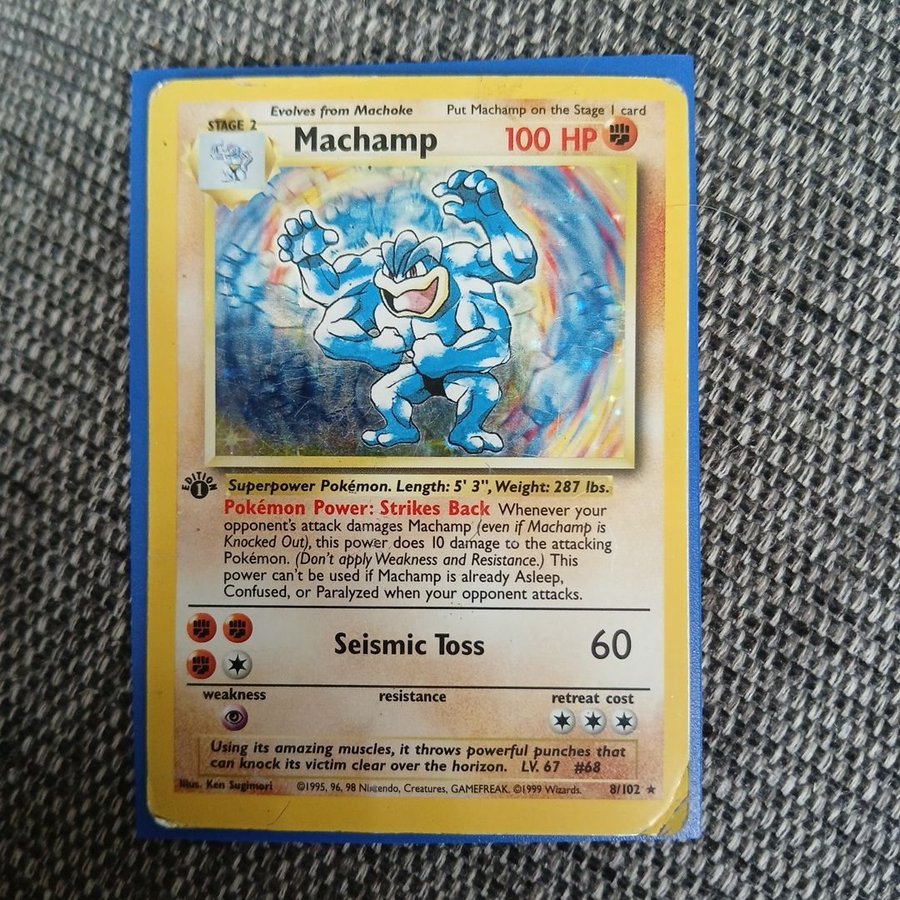 Evolves from Machoke Put Machamp on the Stage 1 card
STAGE 2
Machamp 100 HP
EDITION 1
Superpower Pokémon. Length: 5' 3", Weight: 287 lbs.
Pokémon Power: Strikes Back Whenever your
opponent's attack damages Machamp (even if Machamp is
Knocked Out), this power does 10 damage to the attacking
Pokémon. (Don't apply Weakness and Resistance.) This
power can't be used if Machamp is already Asleep,
Confused, or Paralyzed when your opponent attacks.
Seismic Toss 60
weakness resistance retreat cost
Using its amazing muscles, it throws powerful punches that
can knock its victim clear over the horizon. LV. 67 #68
Illus. Ken Sugimori ©1995, 96, 98 Nintendo, Creatures, GAMEFREAK. ©1999 Wizards. 8/102 ★